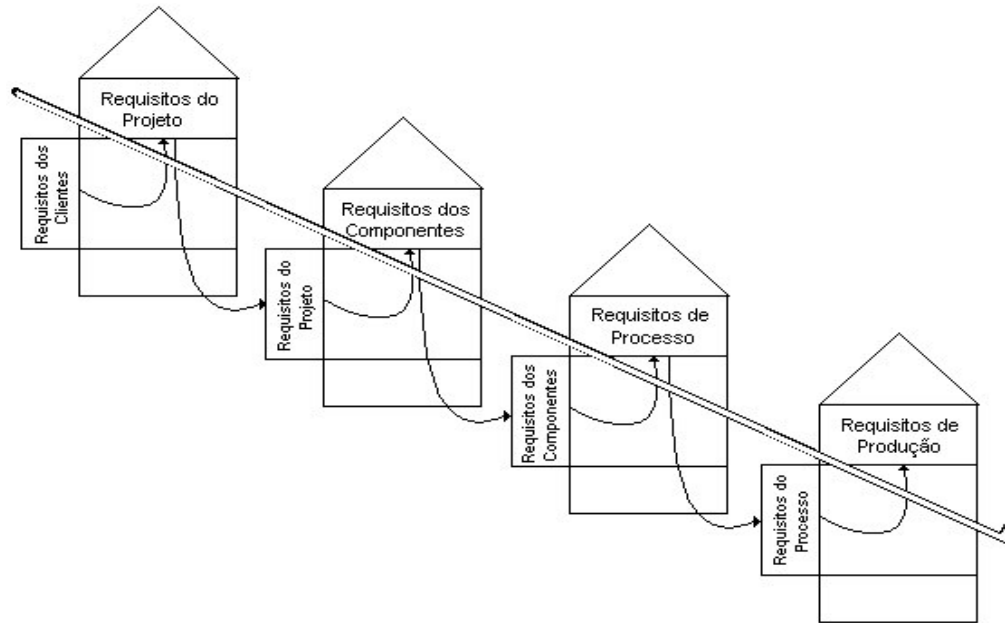 Requisitos do
Projeto
Requisitos dos
Clientes
Requisitos dos
Componentes
Requisitos do
Projeto
Requisitos de
Processo
Requisitos dos
Componentes
Requisitos de
Produção
Requisitos do
Processo